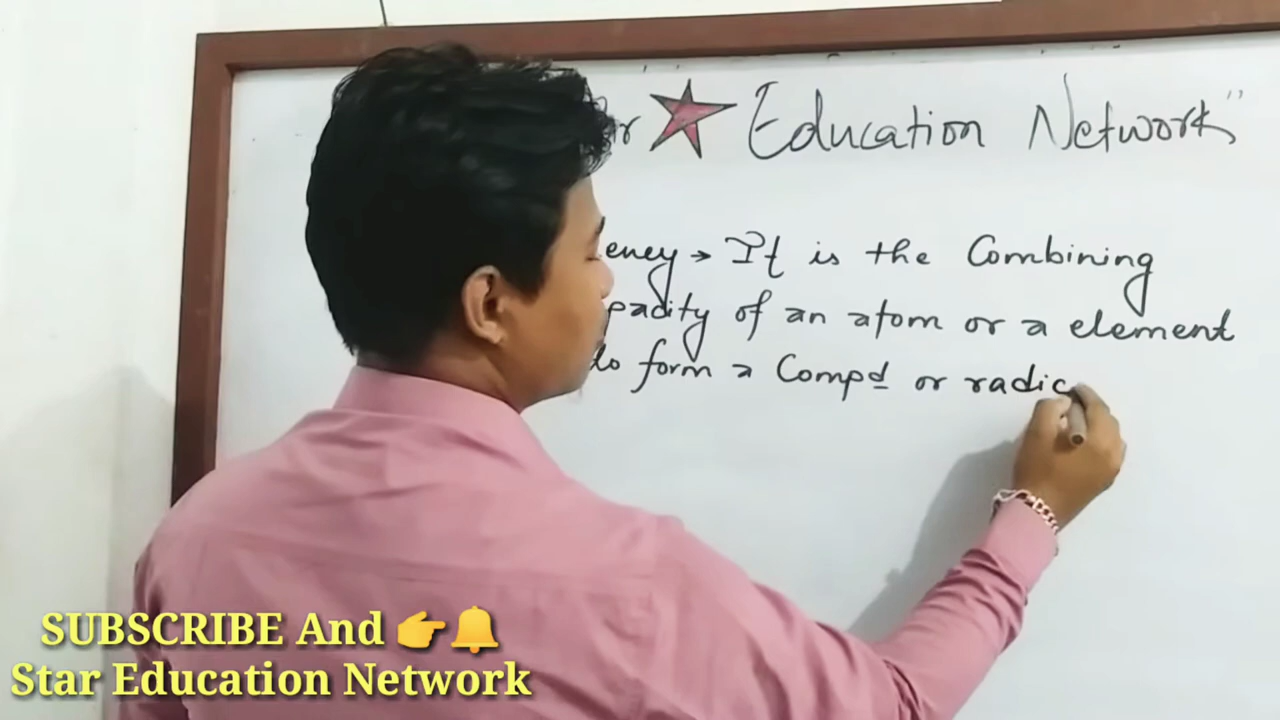 ar ★ Education Network"
ency → It is the Combining
pacity of an atom or a element
to form a Compd or radic
SUBSCRIBE And 👉🔔
Star Education Network